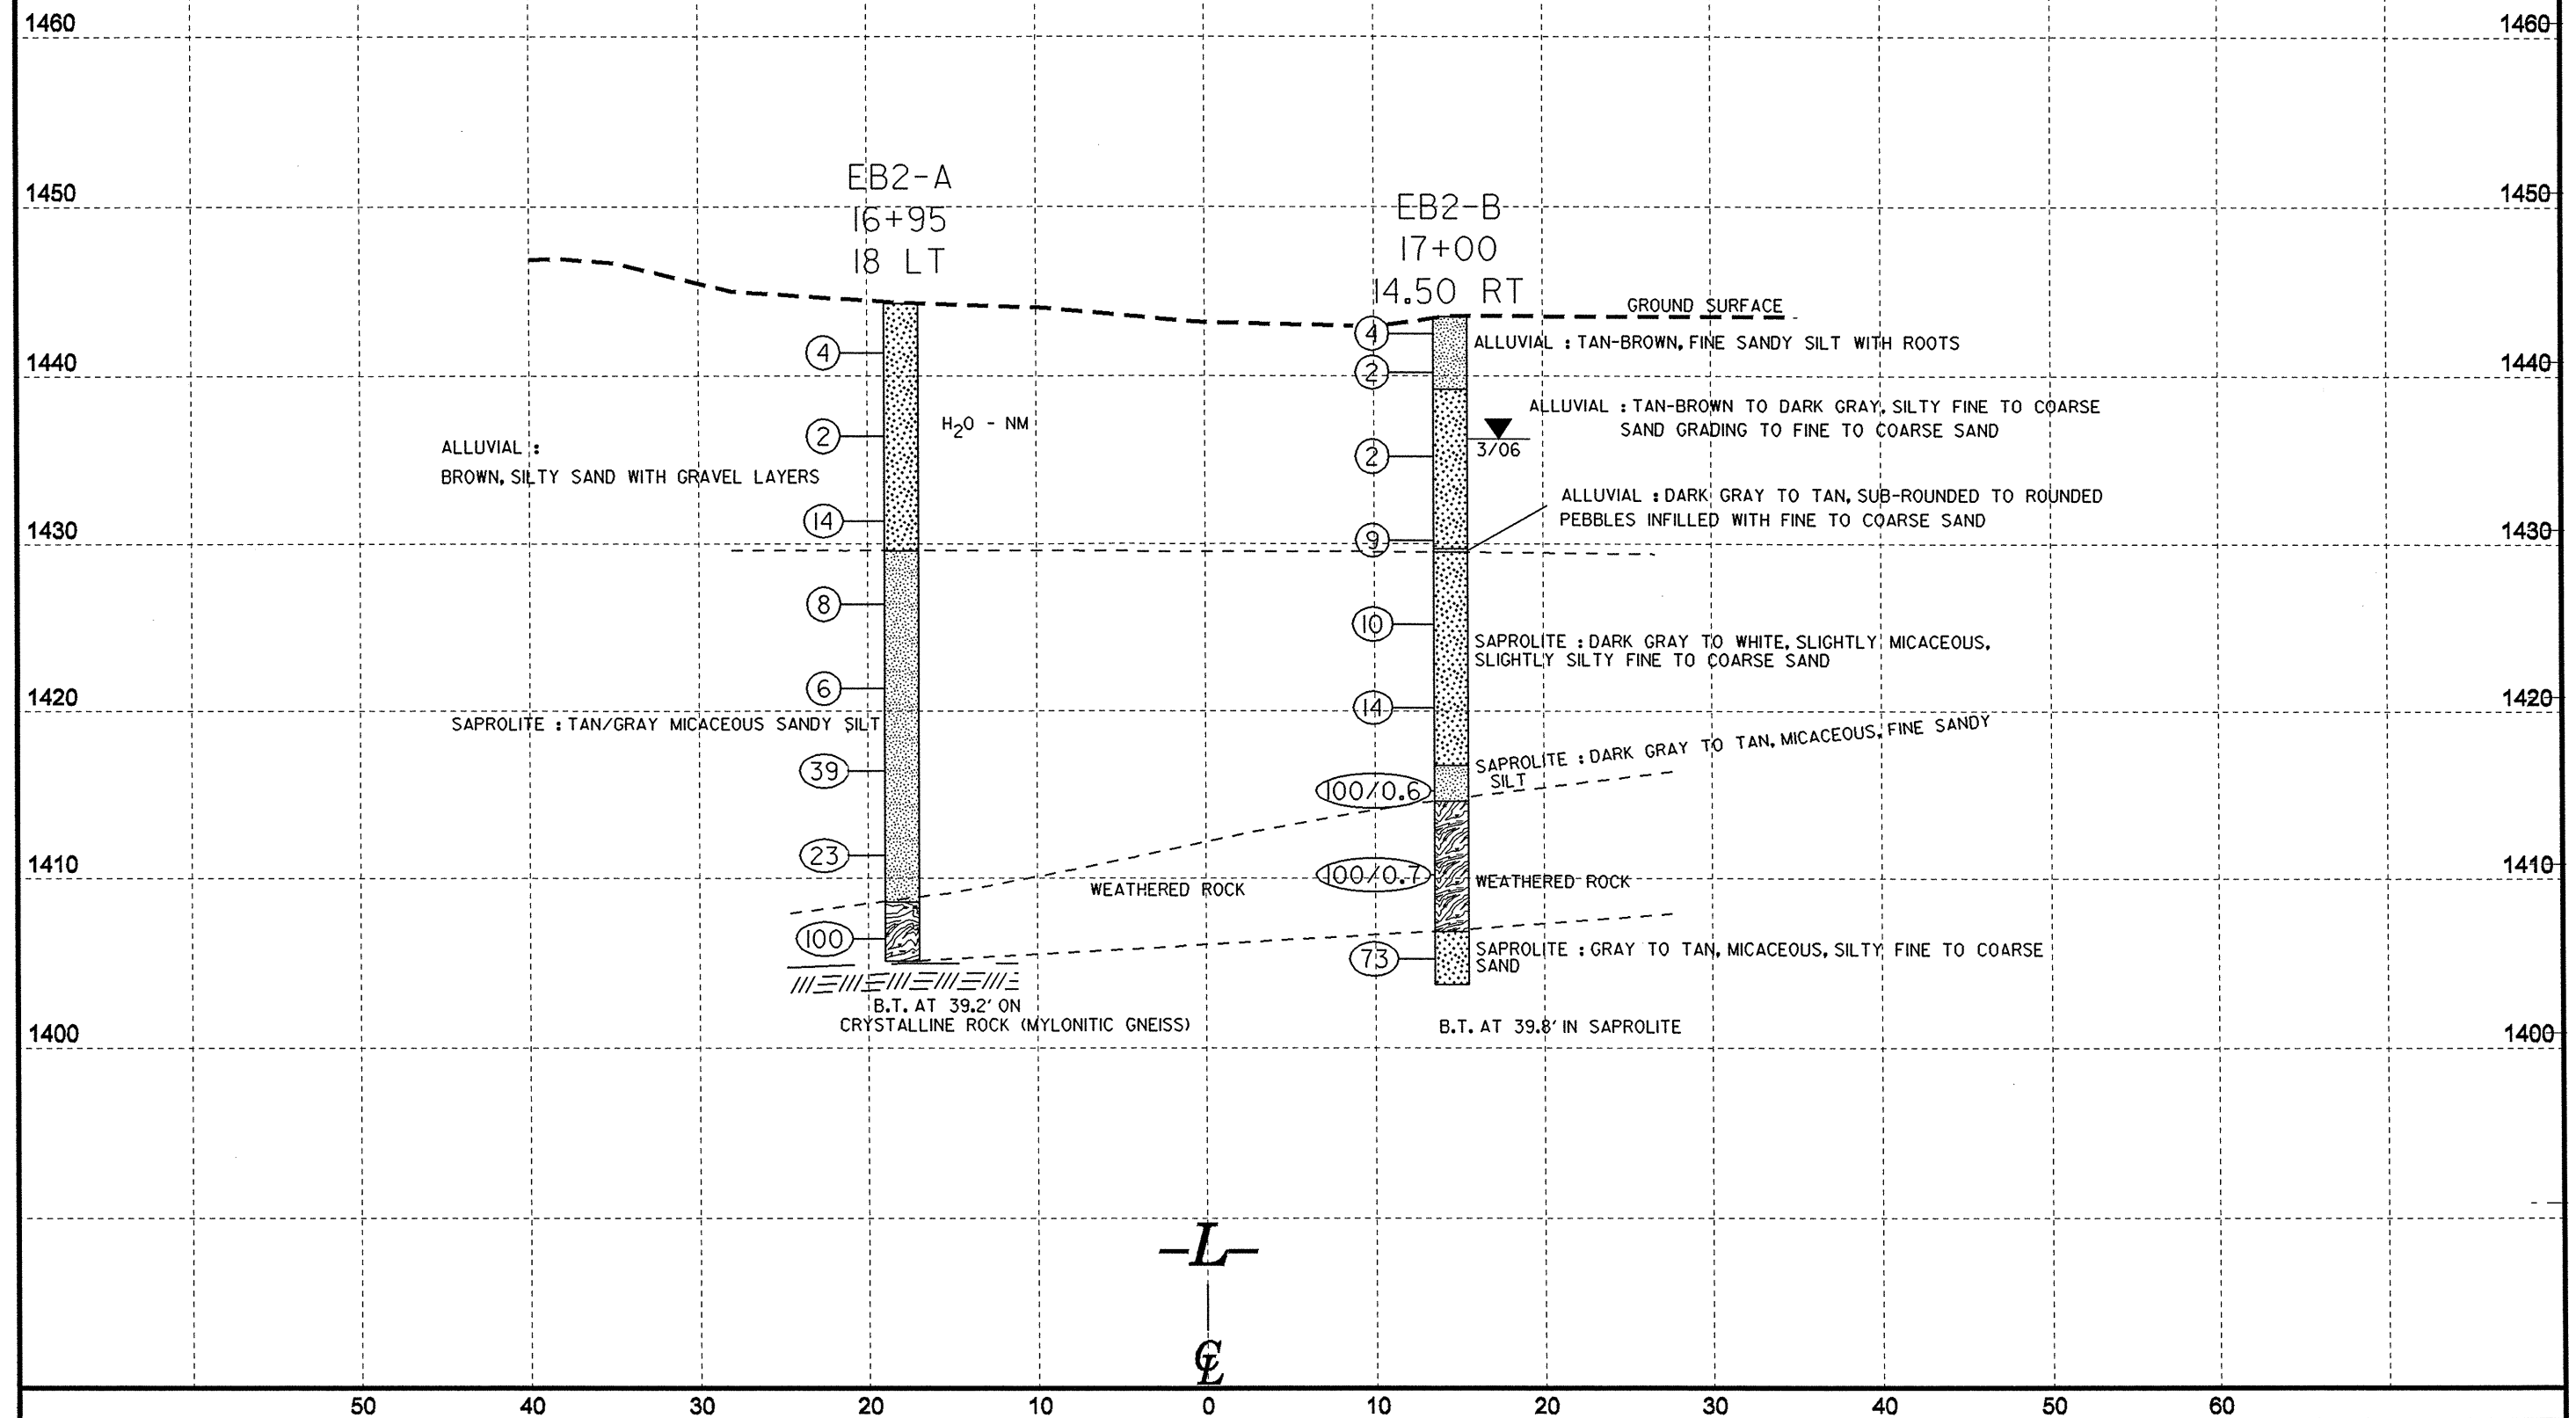 1460 1460
EB2-A
16+95
18 LT
1450 1450
EB2-B
17+00
14.50 RT
GROUND SURFACE
4
ALLUVIAL : TAN-BROWN, FINE SANDY SILT WITH ROOTS
4
2
1440 1440
ALLUVIAL : TAN-BROWN TO DARK GRAY, SILTY FINE TO COARSE
SAND GRADING TO FINE TO COARSE SAND
H2O - NM
2
3/06
ALLUVIAL :
BROWN, SILTY SAND WITH GRAVEL LAYERS
2
ALLUVIAL : DARK GRAY TO TAN, SUB-ROUNDED TO ROUNDED
PEBBLES INFILLED WITH FINE TO COARSE SAND
14
1430 1430
9
8
10
SAPROLITE : DARK GRAY TO WHITE, SLIGHTLY MICACEOUS,
SLIGHTLY SILTY FINE TO COARSE SAND
6
1420 1420
14
SAPROLITE : TAN/GRAY MICACEOUS SANDY SILT
SAPROLITE : DARK GRAY TO TAN, MICACEOUS, FINE SANDY
SILT
39
100/0.6
23
1410 1410
100/0.7
WEATHERED ROCK
WEATHERED ROCK
100
73
SAPROLITE : GRAY TO TAN, MICACEOUS, SILTY FINE TO COARSE
SAND
B.T. AT 39.2' ON
CRYSTALLINE ROCK (MYLONITIC GNEISS)
B.T. AT 39.8' IN SAPROLITE
1400 1400
-L-
℄
50 40 30 20 10 0 10 20 30 40 50 60